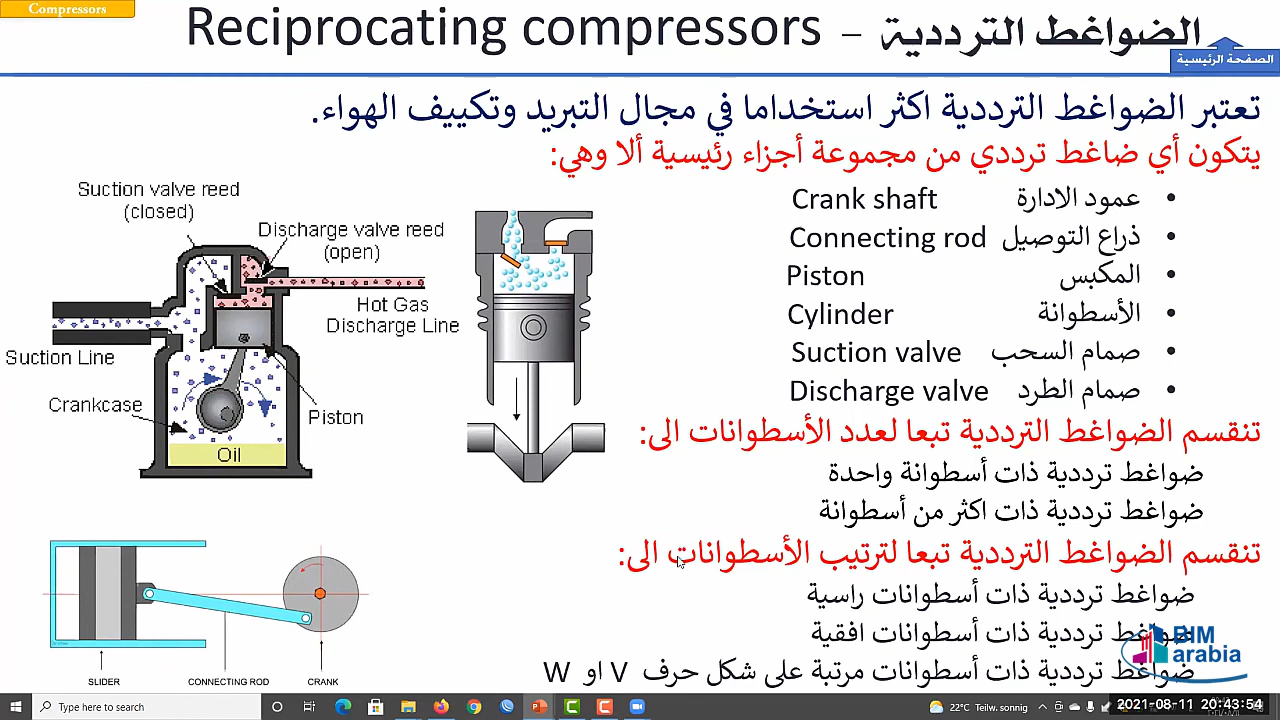 Compressors
الضواغط الترددية – Reciprocating compressors
الصفحة الرئيسية
تعتبر الضواغط الترددية اكثر استخداما في مجال التبريد وتكييف الهواء.
يتكون أي ضاغط ترددي من مجموعة أجزاء رئيسية ألا وهي:
• عمود الادارة Crank shaft
• ذراع التوصيل Connecting rod
• المكبس Piston
• الأسطوانة Cylinder
• صمام السحب Suction valve
• صمام الطرد Discharge valve
تنقسم الضواغط الترددية تبعا لعدد الأسطوانات الى:
ضواغط ترددية ذات أسطوانة واحدة
ضواغط ترددية ذات اكثر من أسطوانة
تنقسم الضواغط الترددية تبعا لترتيب الأسطوانات الى:
ضواغط ترددية ذات أسطوانات راسية
ضواغط ترددية ذات أسطوانات افقية
ضواغط ترددية ذات أسطوانات مرتبة على شكل حرف V او W
Suction valve reed
(closed)
Discharge valve reed
(open)
Hot Gas
Discharge Line
Suction Line
Crankcase
Piston
Oil
SLIDER
CONNECTING ROD
CRANK
BIM
arabia
Type here to search
22°C Teilw. sonnig
2021-08-11 20:43:54